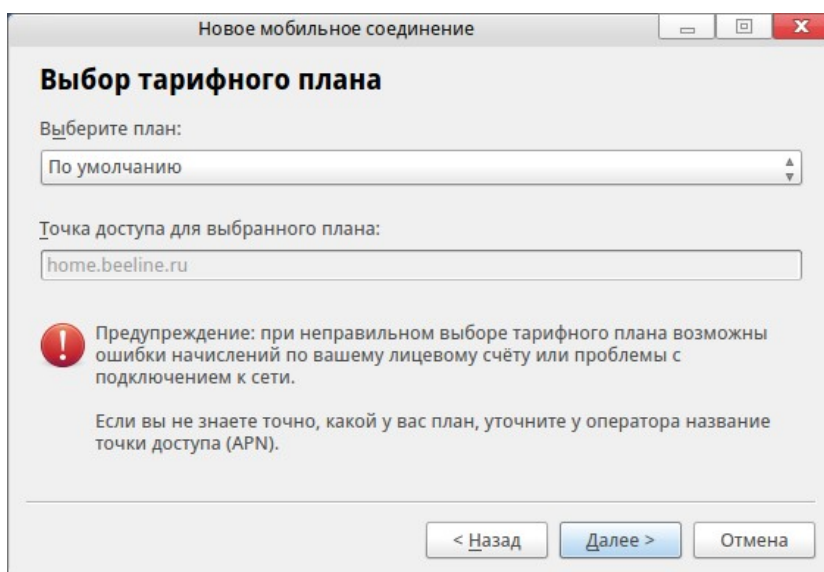 Новое мобильное соединение
Выбор тарифного плана
Выберите план:
По умолчанию
Точка доступа для выбранного плана:
home.beeline.ru
Предупреждение: при неправильном выборе тарифного плана возможны
ошибки начислений по вашему лицевому счёту или проблемы с
подключением к сети.
Если вы не знаете точно, какой у вас план, уточните у оператора название
точки доступа (APN).
< Назад   Далее >   Отмена